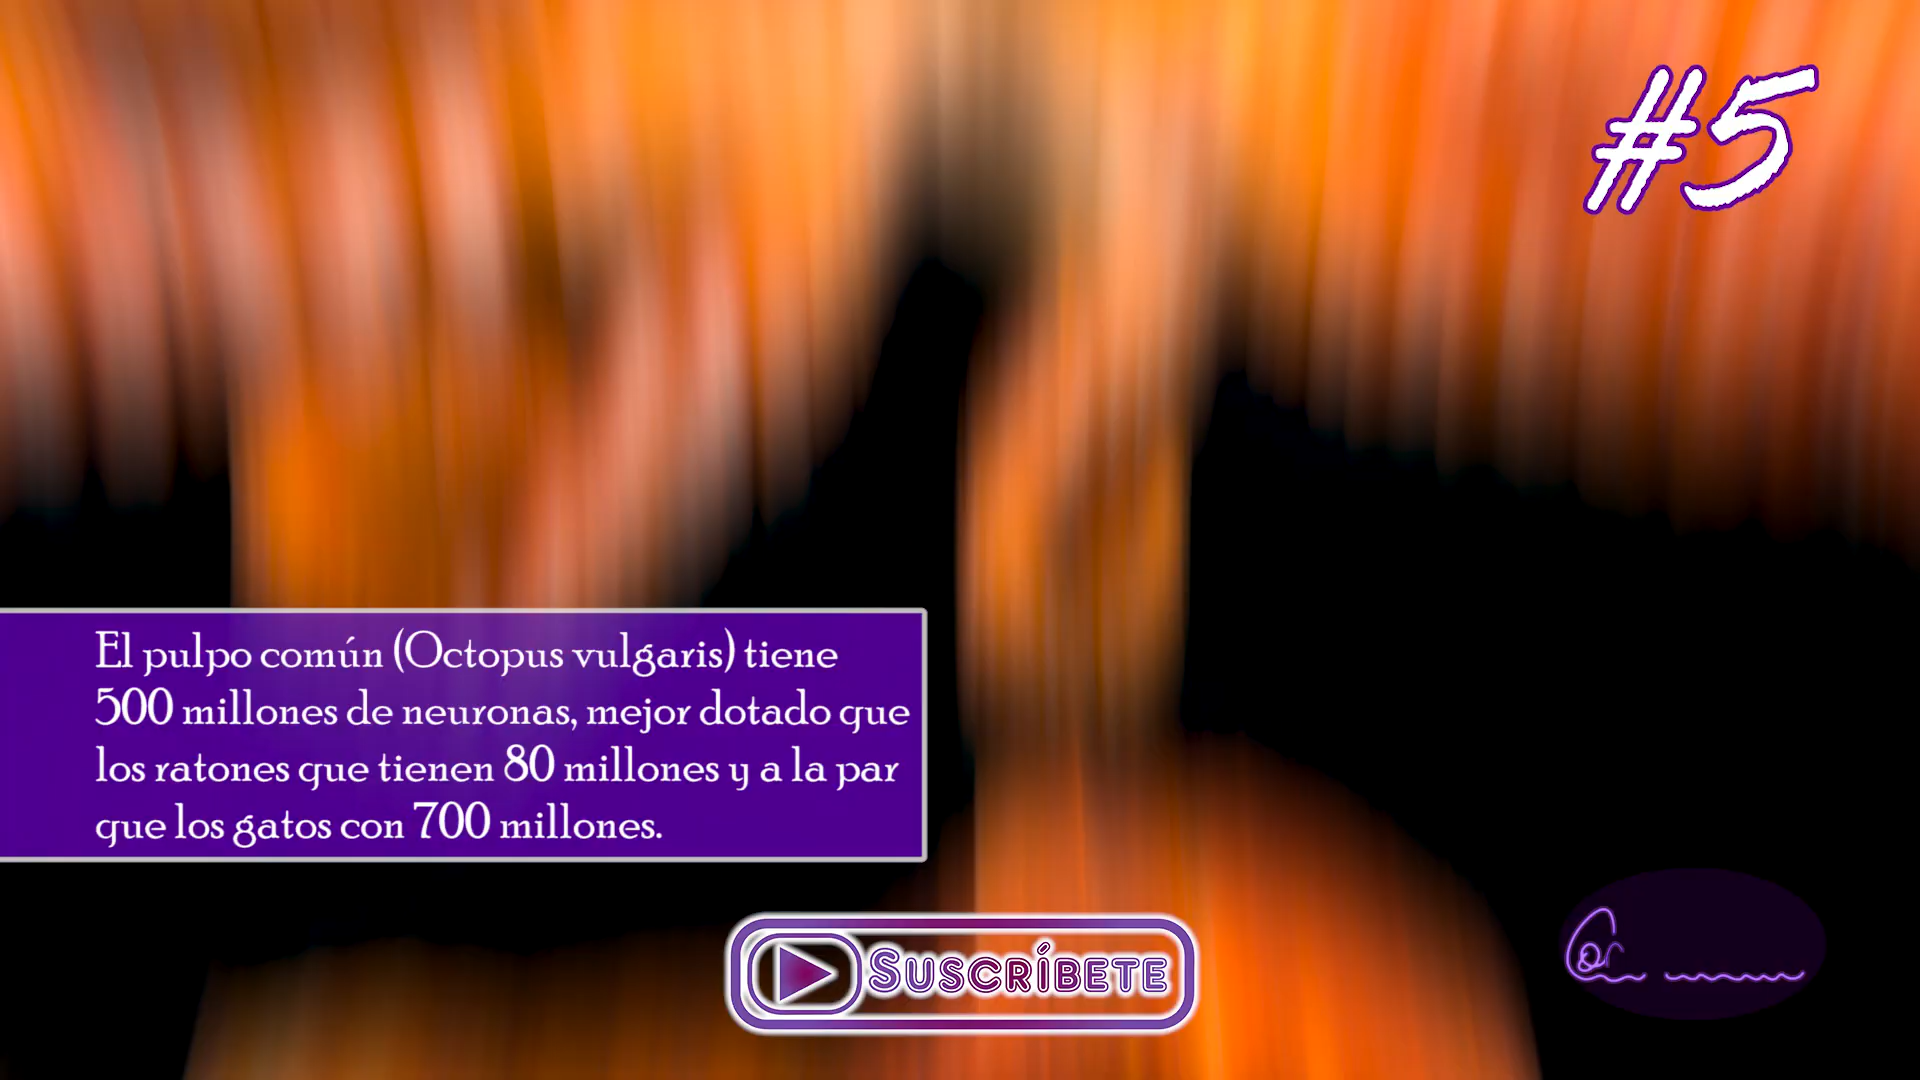 #5
El pulpo común (Octopus vulgaris) tiene
500 millones de neuronas, mejor dotado que
los ratones que tienen 80 millones y a la par
que los gatos con 700 millones.
Suscríbete